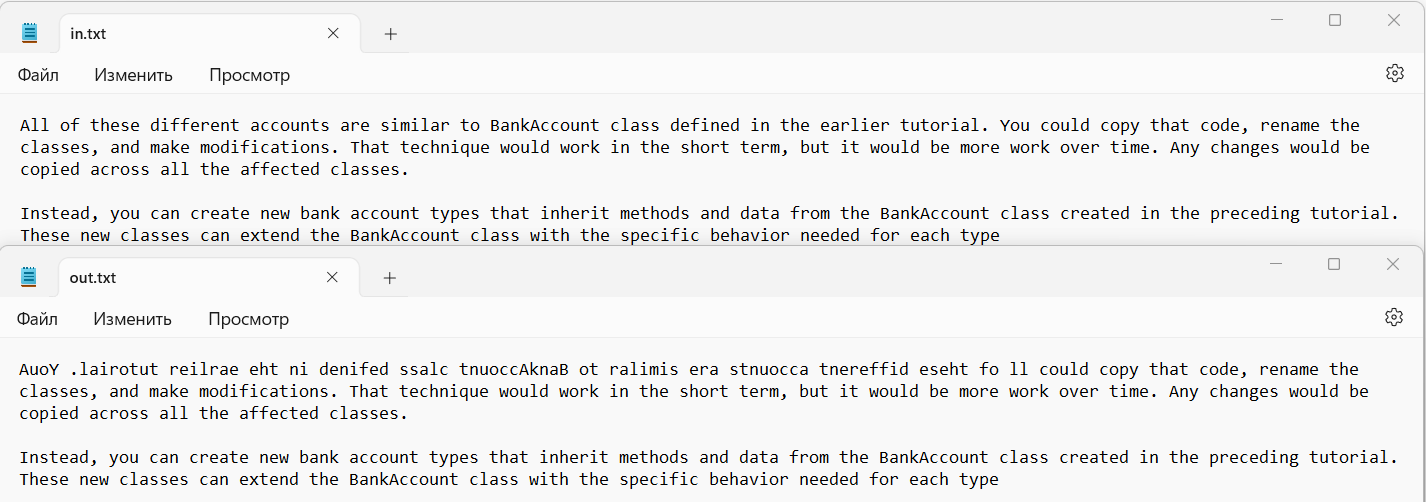 in.txt
Файл Изменить Просмотр
All of these different accounts are similar to BankAccount class defined in the earlier tutorial. You could copy that code, rename the
classes, and make modifications. That technique would work in the short term, but it would be more work over time. Any changes would be
copied across all the affected classes.
Instead, you can create new bank account types that inherit methods and data from the BankAccount class created in the preceding tutorial.
These new classes can extend the BankAccount class with the specific behavior needed for each type
out.txt
Файл Изменить Просмотр
AuoY .lairotut reilrae eht ni denifed ssalc tnuoccAknaB ot ralimis era stnuocca tnereffid eseht fo ll could copy that code, rename the
classes, and make modifications. That technique would work in the short term, but it would be more work over time. Any changes would be
copied across all the affected classes.
Instead, you can create new bank account types that inherit methods and data from the BankAccount class created in the preceding tutorial.
These new classes can extend the BankAccount class with the specific behavior needed for each type